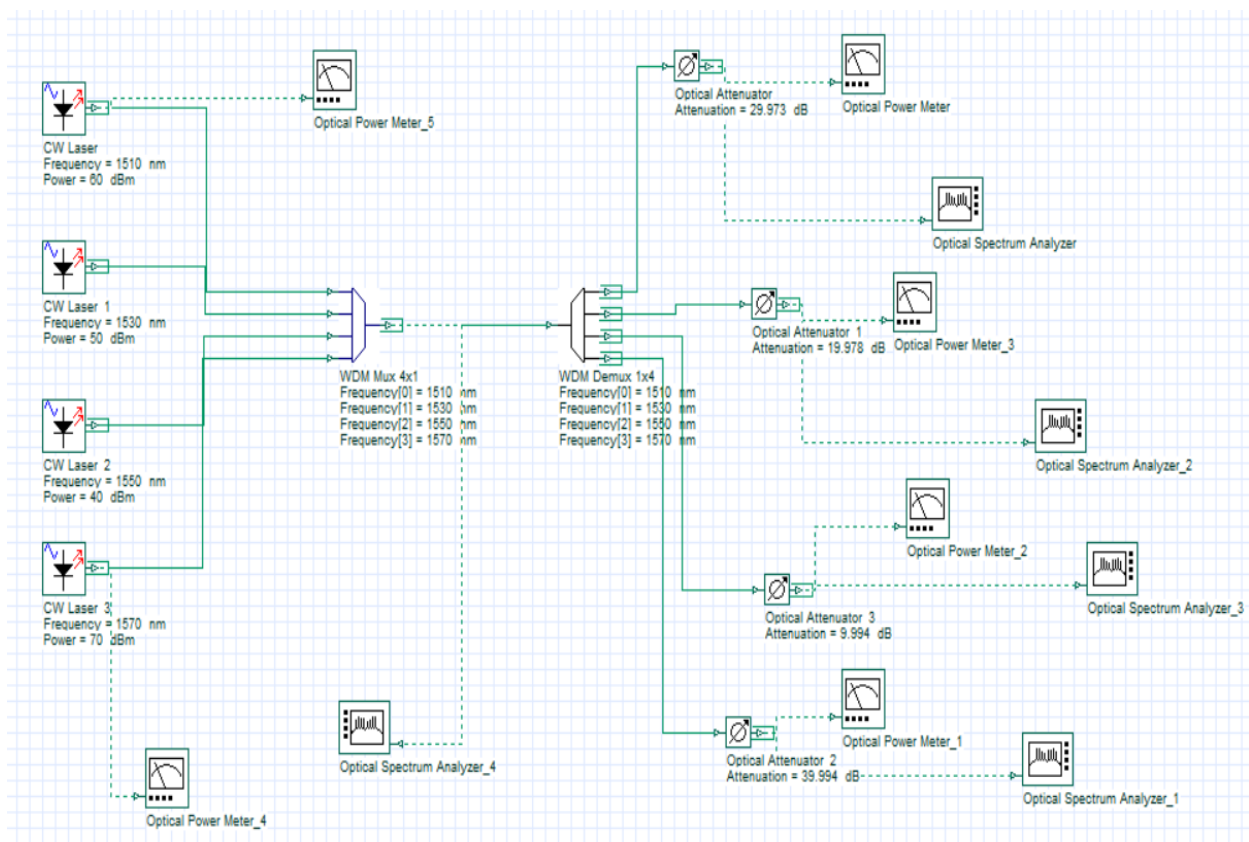 Optical Power Meter_5
CW Laser
Frequency = 1510 nm
Power = 60 dBm
CW Laser 1
Frequency = 1530 nm
Power = 50 dBm
CW Laser 2
Frequency = 1550 nm
Power = 40 dBm
CW Laser 3
Frequency = 1570 nm
Power = 70 dBm
Optical Power Meter_4
WDM Mux 4x1
Frequency[0] = 1510 nm
Frequency[1] = 1530 nm
Frequency[2] = 1550 nm
Frequency[3] = 1570 nm
Optical Spectrum Analyzer_4
WDM Demux 1x4
Frequency[0] = 1510 nm
Frequency[1] = 1530 nm
Frequency[2] = 1550 nm
Frequency[3] = 1570 nm
Optical Attenuator
Attenuation = 29.973 dB
Optical Power Meter
Optical Spectrum Analyzer
Optical Attenuator 1
Attenuation = 19.978 dB
Optical Power Meter_3
Optical Spectrum Analyzer_2
Optical Power Meter_2
Optical Attenuator 3
Attenuation = 9.994 dB
Optical Spectrum Analyzer_3
Optical Power Meter_1
Optical Attenuator 2
Attenuation = 39.994 dB
Optical Spectrum Analyzer_1